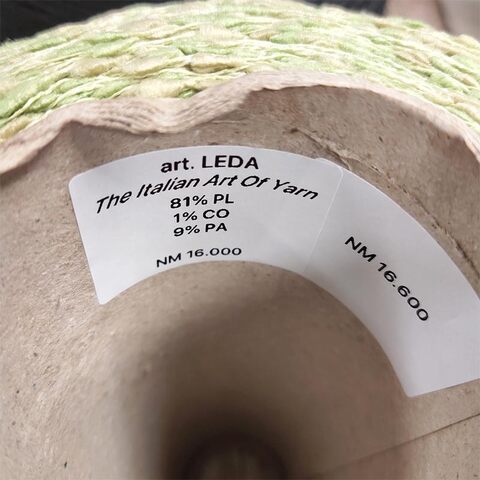 art. LEDA
The Italian Art Of Yarn
81% PL
1% CO
9% PA
NM 16.000
NM 16.600